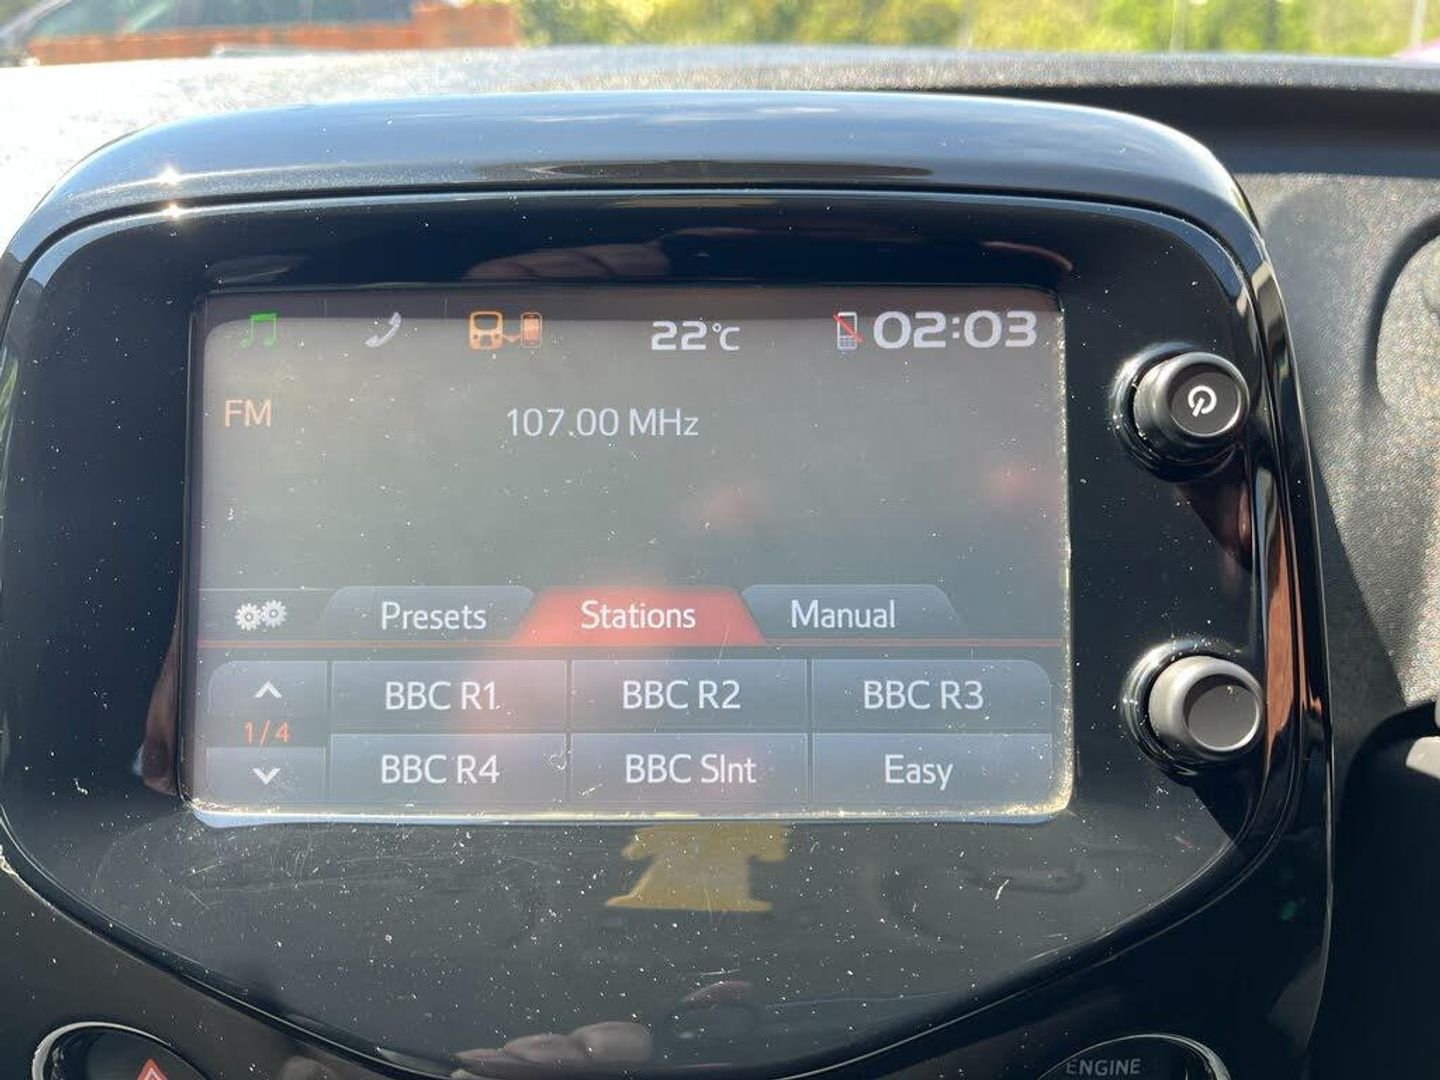 22°C 02:03
FM 107.00 MHz
Presets Stations Manual
BBC R1 BBC R2 BBC R3
1/4
BBC R4 BBC Slnt Easy
ENGINE